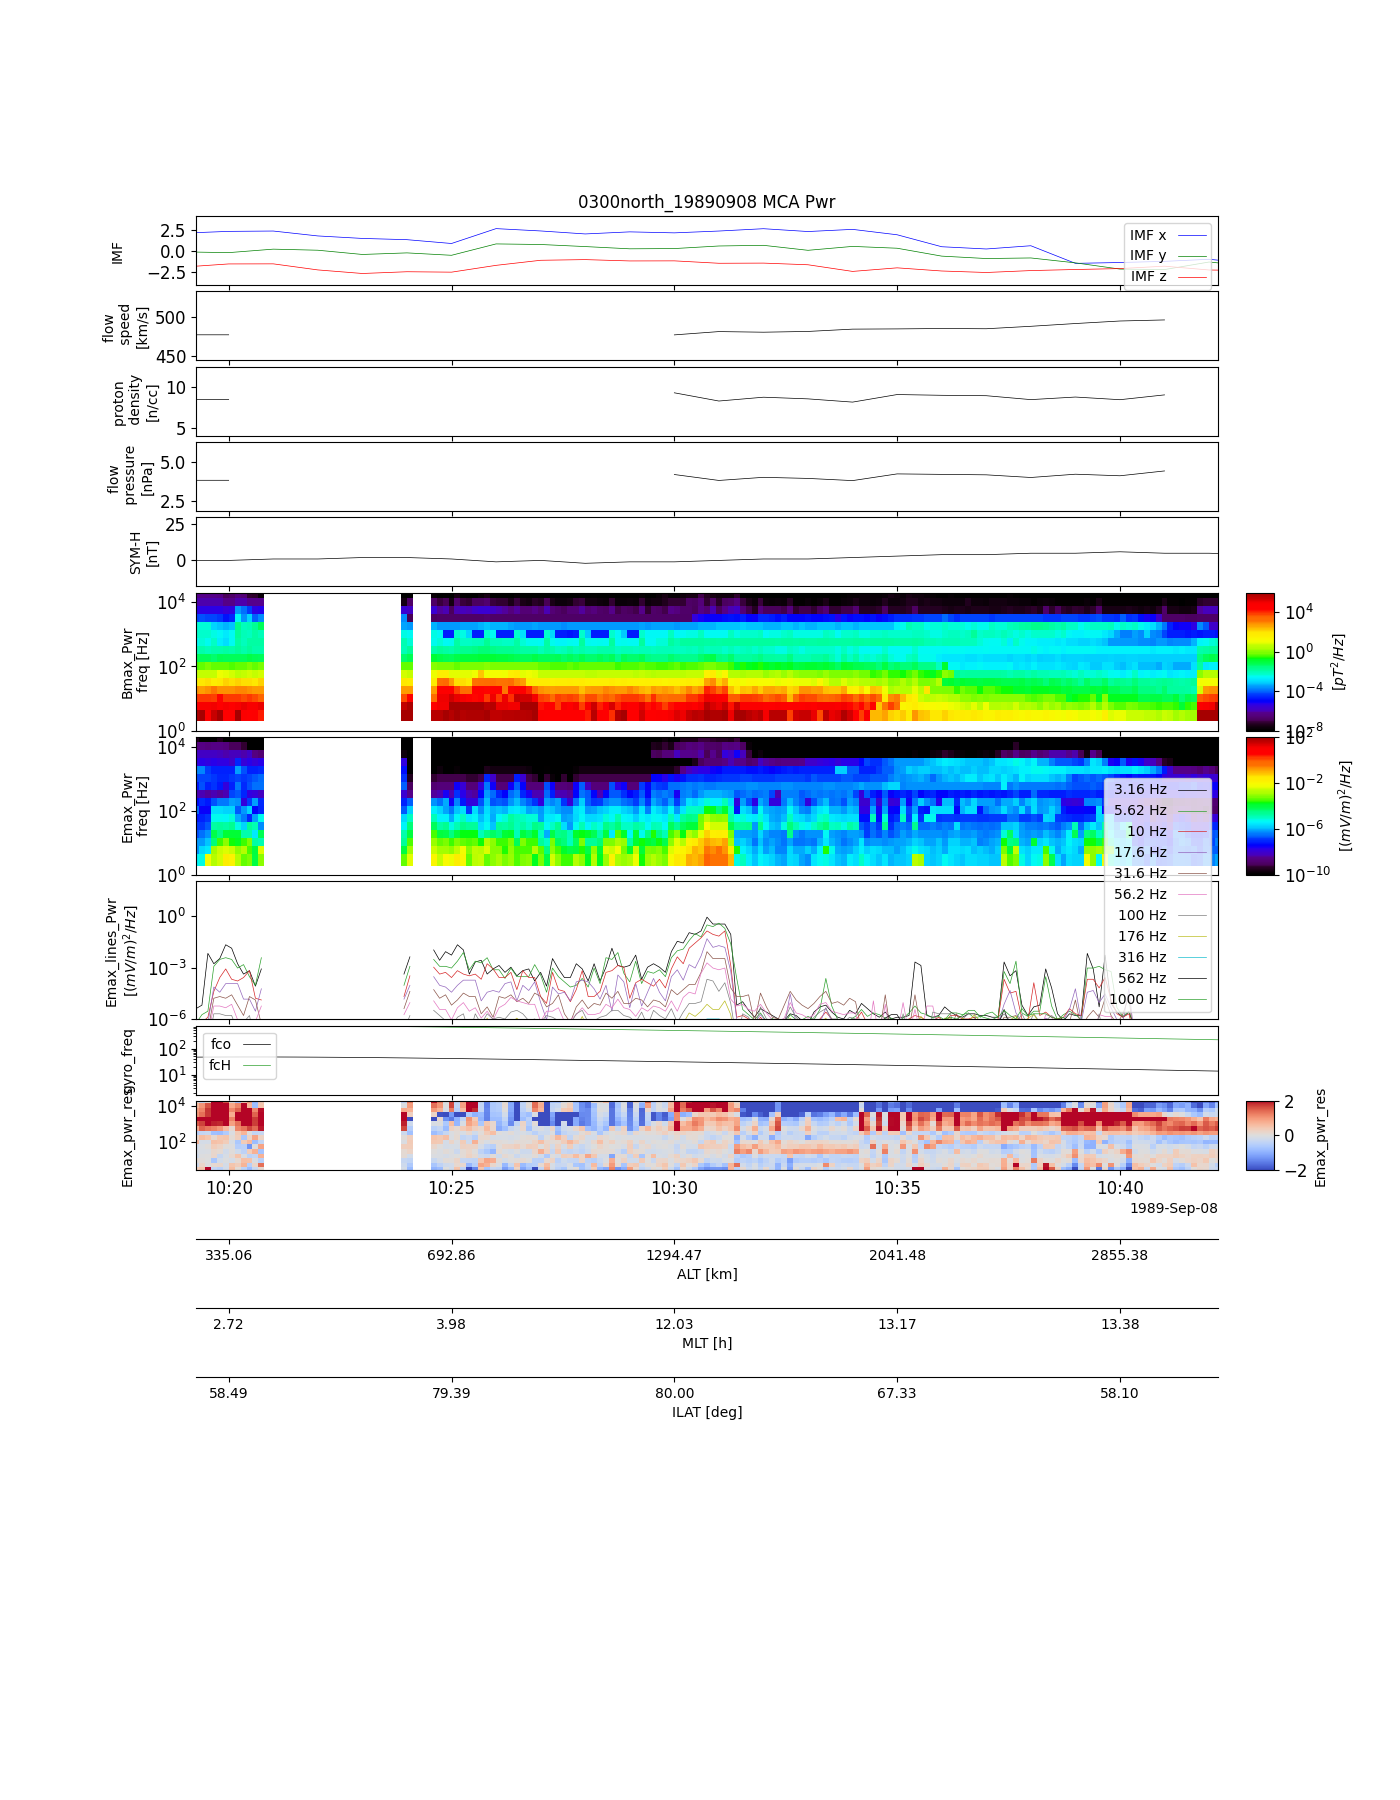 0300north_19890908 MCA Pwr
IMF
2.5
0.0
−2.5
IMF x
IMF y
IMF z
flow
speed
[km/s]
500
450
proton
density
[n/cc]
10
5
flow
pressure
[nPa]
5.0
2.5
SYM-H
[nT]
25
0
Bmax_Pwr
freq [Hz]
10^4
10^2
10^0
10^4
10^0
10^−4
10^−8
[pT^2/Hz]
Emax_Pwr
freq [Hz]
10^4
10^2
10^0
10^2
10^−2
10^−6
10^−10
[(mV/m)^2/Hz]
3.16 Hz
5.62 Hz
10 Hz
17.6 Hz
31.6 Hz
56.2 Hz
100 Hz
176 Hz
316 Hz
562 Hz
1000 Hz
Emax_lines_Pwr
[(mV/m)^2/Hz]
10^0
10^−3
10^−6
gyro_freq
10^2
10^1
fco
fcH
Emax_pwr_res
10^4
10^2
2
0
−2
Emax_pwr_res
10:20 10:25 10:30 10:35 10:40
1989-Sep-08
335.06 692.86 1294.47 2041.48 2855.38
ALT [km]
2.72 3.98 12.03 13.17 13.38
MLT [h]
58.49 79.39 80.00 67.33 58.10
ILAT [deg]